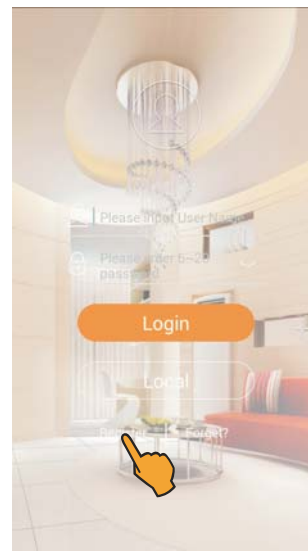 Please input User Name
Please enter 6~20
password
Login
Local
Forget?